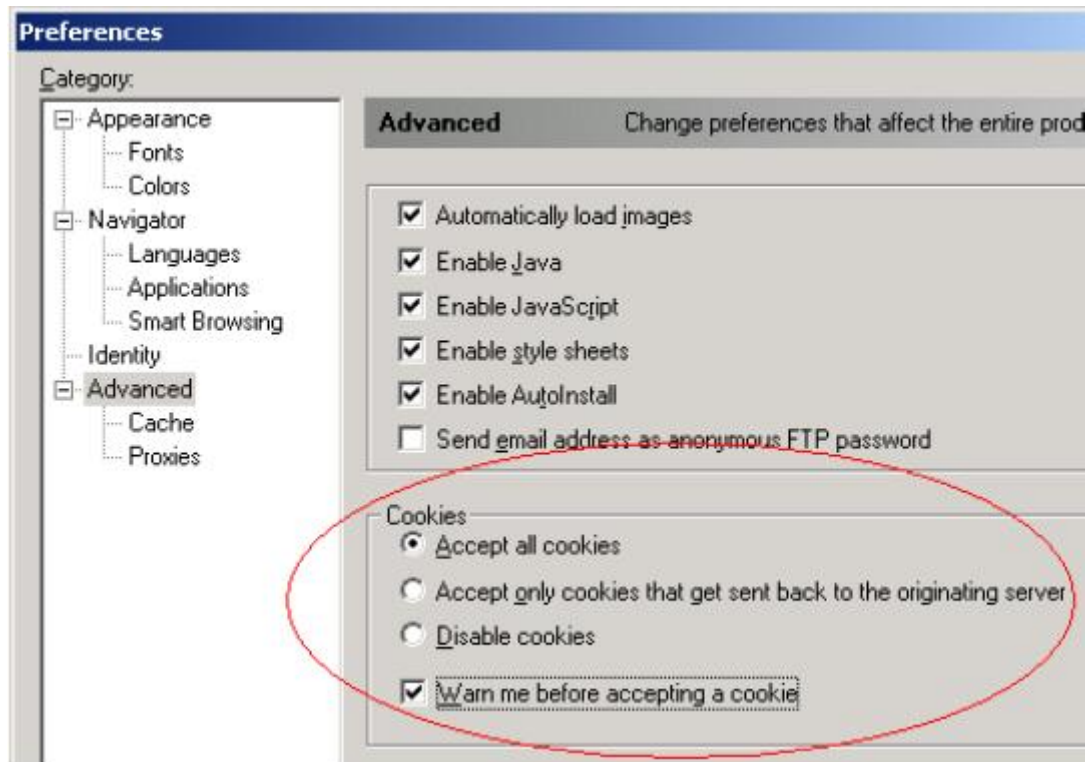 Preferences
Category:
Appearance
Fonts
Colors
Navigator
Languages
Applications
Smart Browsing
Identity
Advanced
Cache
Proxies
Advanced Change preferences that affect the entire prod
Automatically load images
Enable Java
Enable JavaScript
Enable style sheets
Enable AutoInstall
Send email address as anonymous FTP password
Cookies
Accept all cookies
Accept only cookies that get sent back to the originating server
Disable cookies
Warn me before accepting a cookie